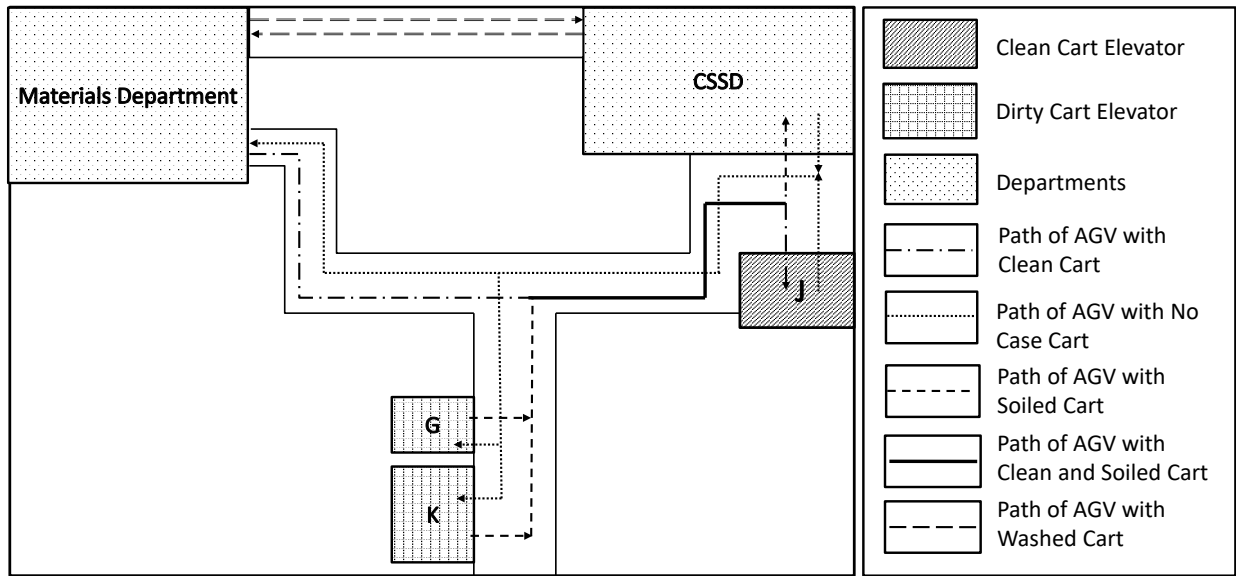 Materials Department
CSSD
J
G
K
Clean Cart Elevator
Dirty Cart Elevator
Departments
Path of AGV with
Clean Cart
Path of AGV with No
Case Cart
Path of AGV with
Soiled Cart
Path of AGV with
Clean and Soiled Cart
Path of AGV with
Washed Cart